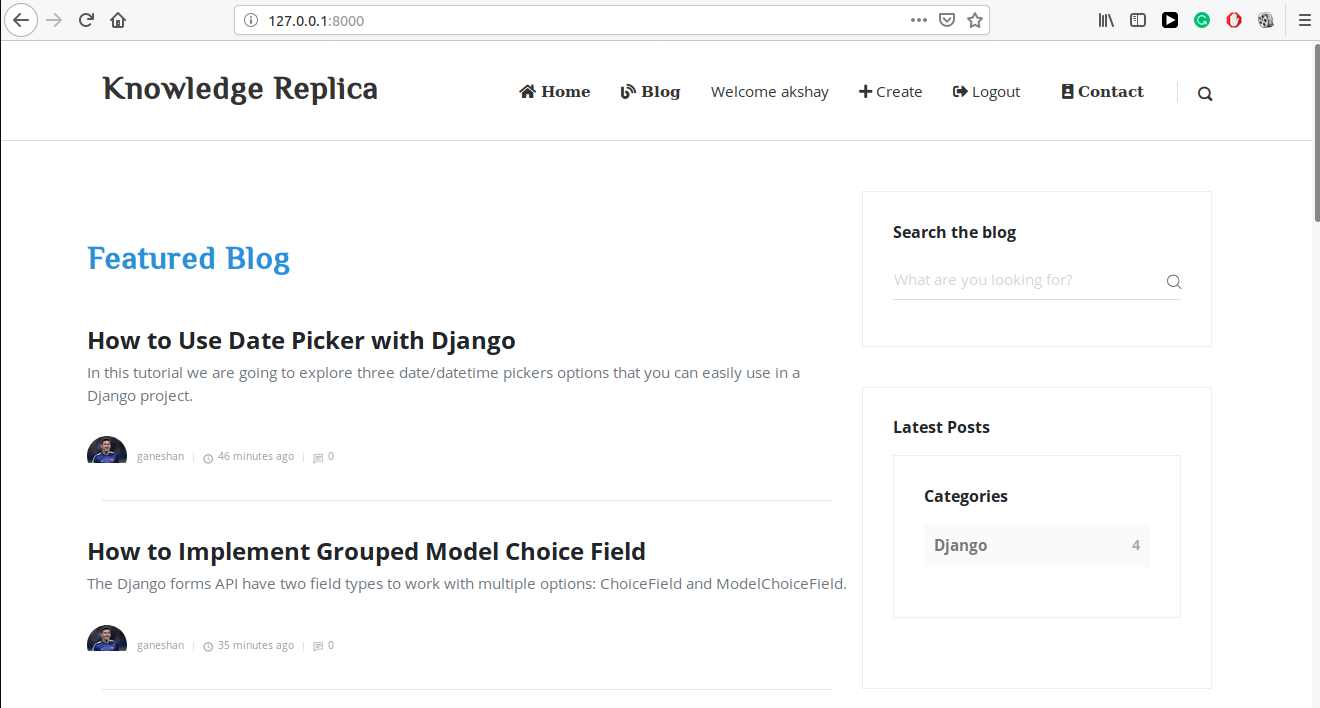 127.0.0.1:8000
Knowledge Replica
Home Blog Welcome akshay Create Logout Contact
Featured Blog
How to Use Date Picker with Django
In this tutorial we are going to explore three date/datetime pickers options that you can easily use in a
Django project.
ganeshan 46 minutes ago 0
How to Implement Grouped Model Choice Field
The Django forms API have two field types to work with multiple options: ChoiceField and ModelChoiceField.
ganeshan 35 minutes ago 0
Search the blog
What are you looking for?
Latest Posts
Categories
Django 4